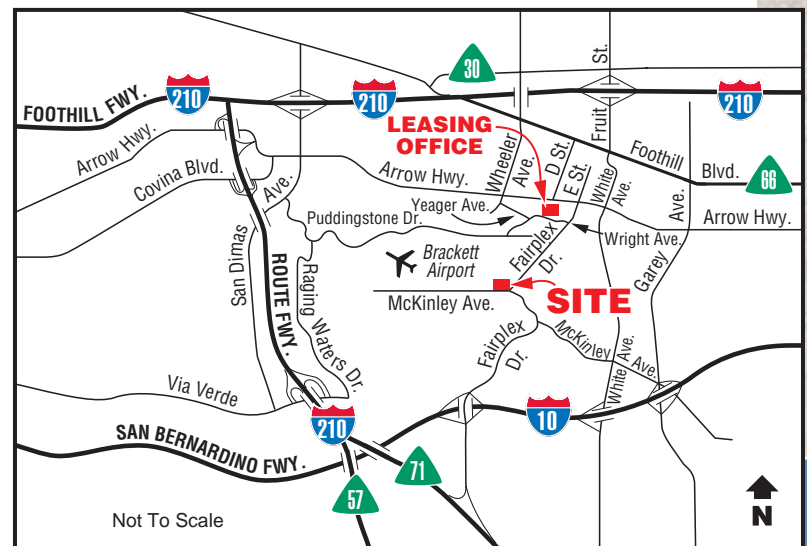 30
St.
210
210
210
FOOTHILL FWY.
LEASING
OFFICE
Fruit
Wheeler
Ave.
D St.
E St.
Foothill
Blvd.
66
Arrow Hwy.
Covina Blvd.
Ave.
Arrow Hwy.
White
Ave.
Ave.
Yeager Ave.
Puddingstone Dr.
Arrow Hwy.
Wright Ave.
San Dimas
ROUTE FWY.
Raging
Waters Dr.
Brackett
Airport
Fairplex
Dr.
Garey
SITE
McKinley Ave.
Fairplex
Dr.
McKinley
Ave.
White
Ave.
Via Verde
210
10
SAN BERNARDINO FWY.
71
57
Not To Scale
N